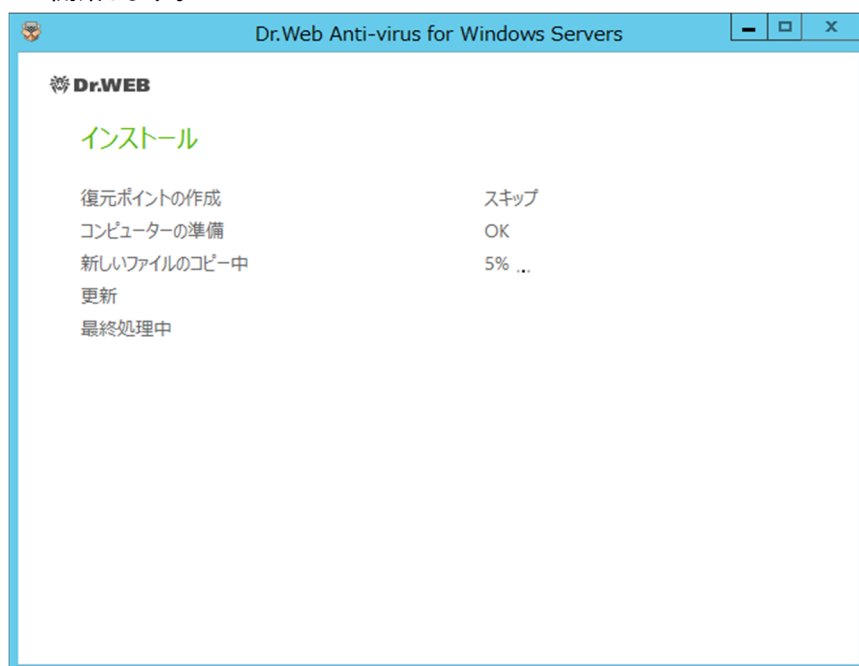 Dr.Web Anti-virus for Windows Servers
Dr.WEB
インストール
復元ポイントの作成 スキップ
コンピューターの準備 OK
新しいファイルのコピー中 5% ...
更新
最終処理中